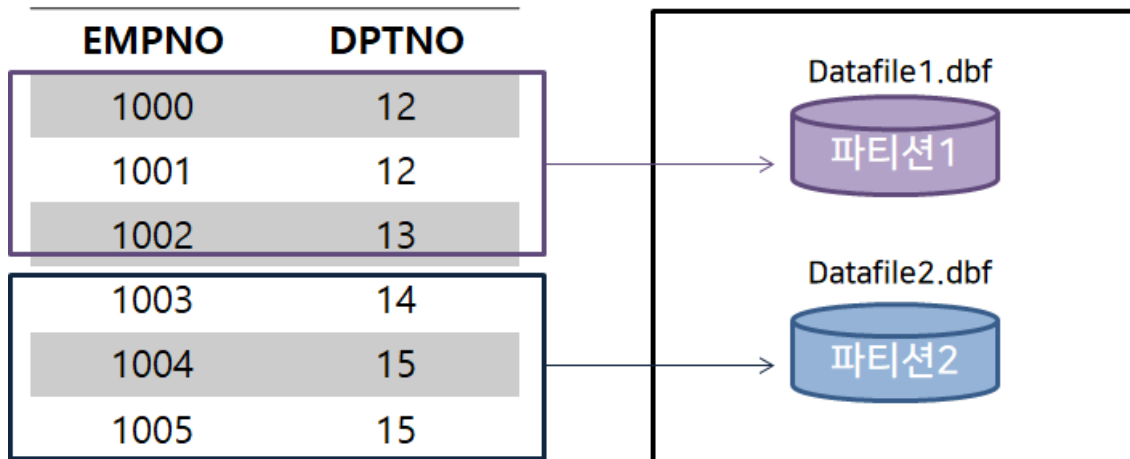 EMPNO DPTNO
1000 12
1001 12
1002 13
1003 14
1004 15
1005 15
Datafile1.dbf
파티션1
Datafile2.dbf
파티션2